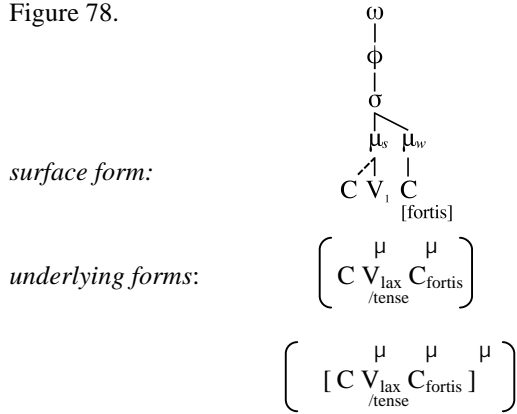 Figure 78.
ω
ϕ
σ
μs μw
surface form:
C V1 C
[fortis]
μ μ
underlying forms: C Vlax Cfortis
/tense
μ μ μ
[ C Vlax Cfortis ]
/tense